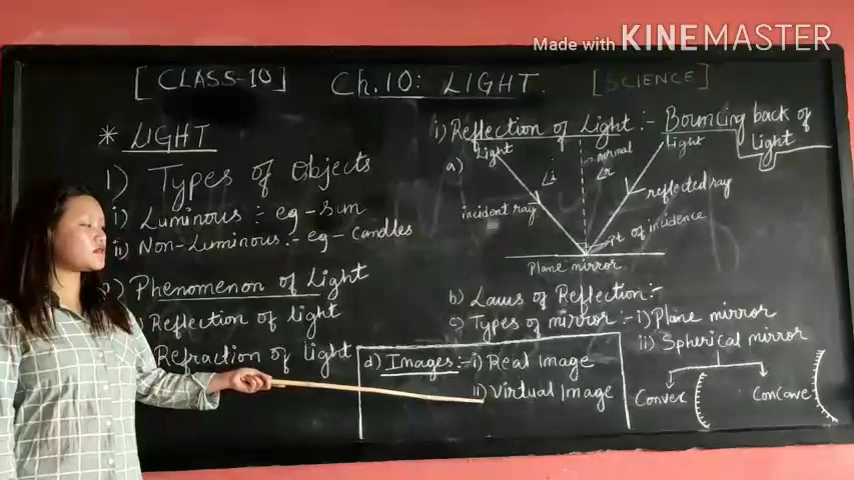 Made with KINEMASTER
[CLASS-10] Ch.10: LIGHT. [SCIENCE]
* LIGHT
1) Types of Objects
i) Luminous :- eg - sun
ii) Non-Luminous :- eg - candles
2) Phenomenon of Light
Reflection of light
Refraction of light
i) Reflection of Light :- Bouncing back of
Light
a) Light
∠i
normal
∠r
Light
incident ray
reflected ray
Pt of incidence
Plane mirror
b) Laws of Reflection :-
c) Types of mirror :- i) Plane mirror
ii) Spherical mirror
Convex
Concave
d) Images :- i) Real Image
ii) Virtual Image